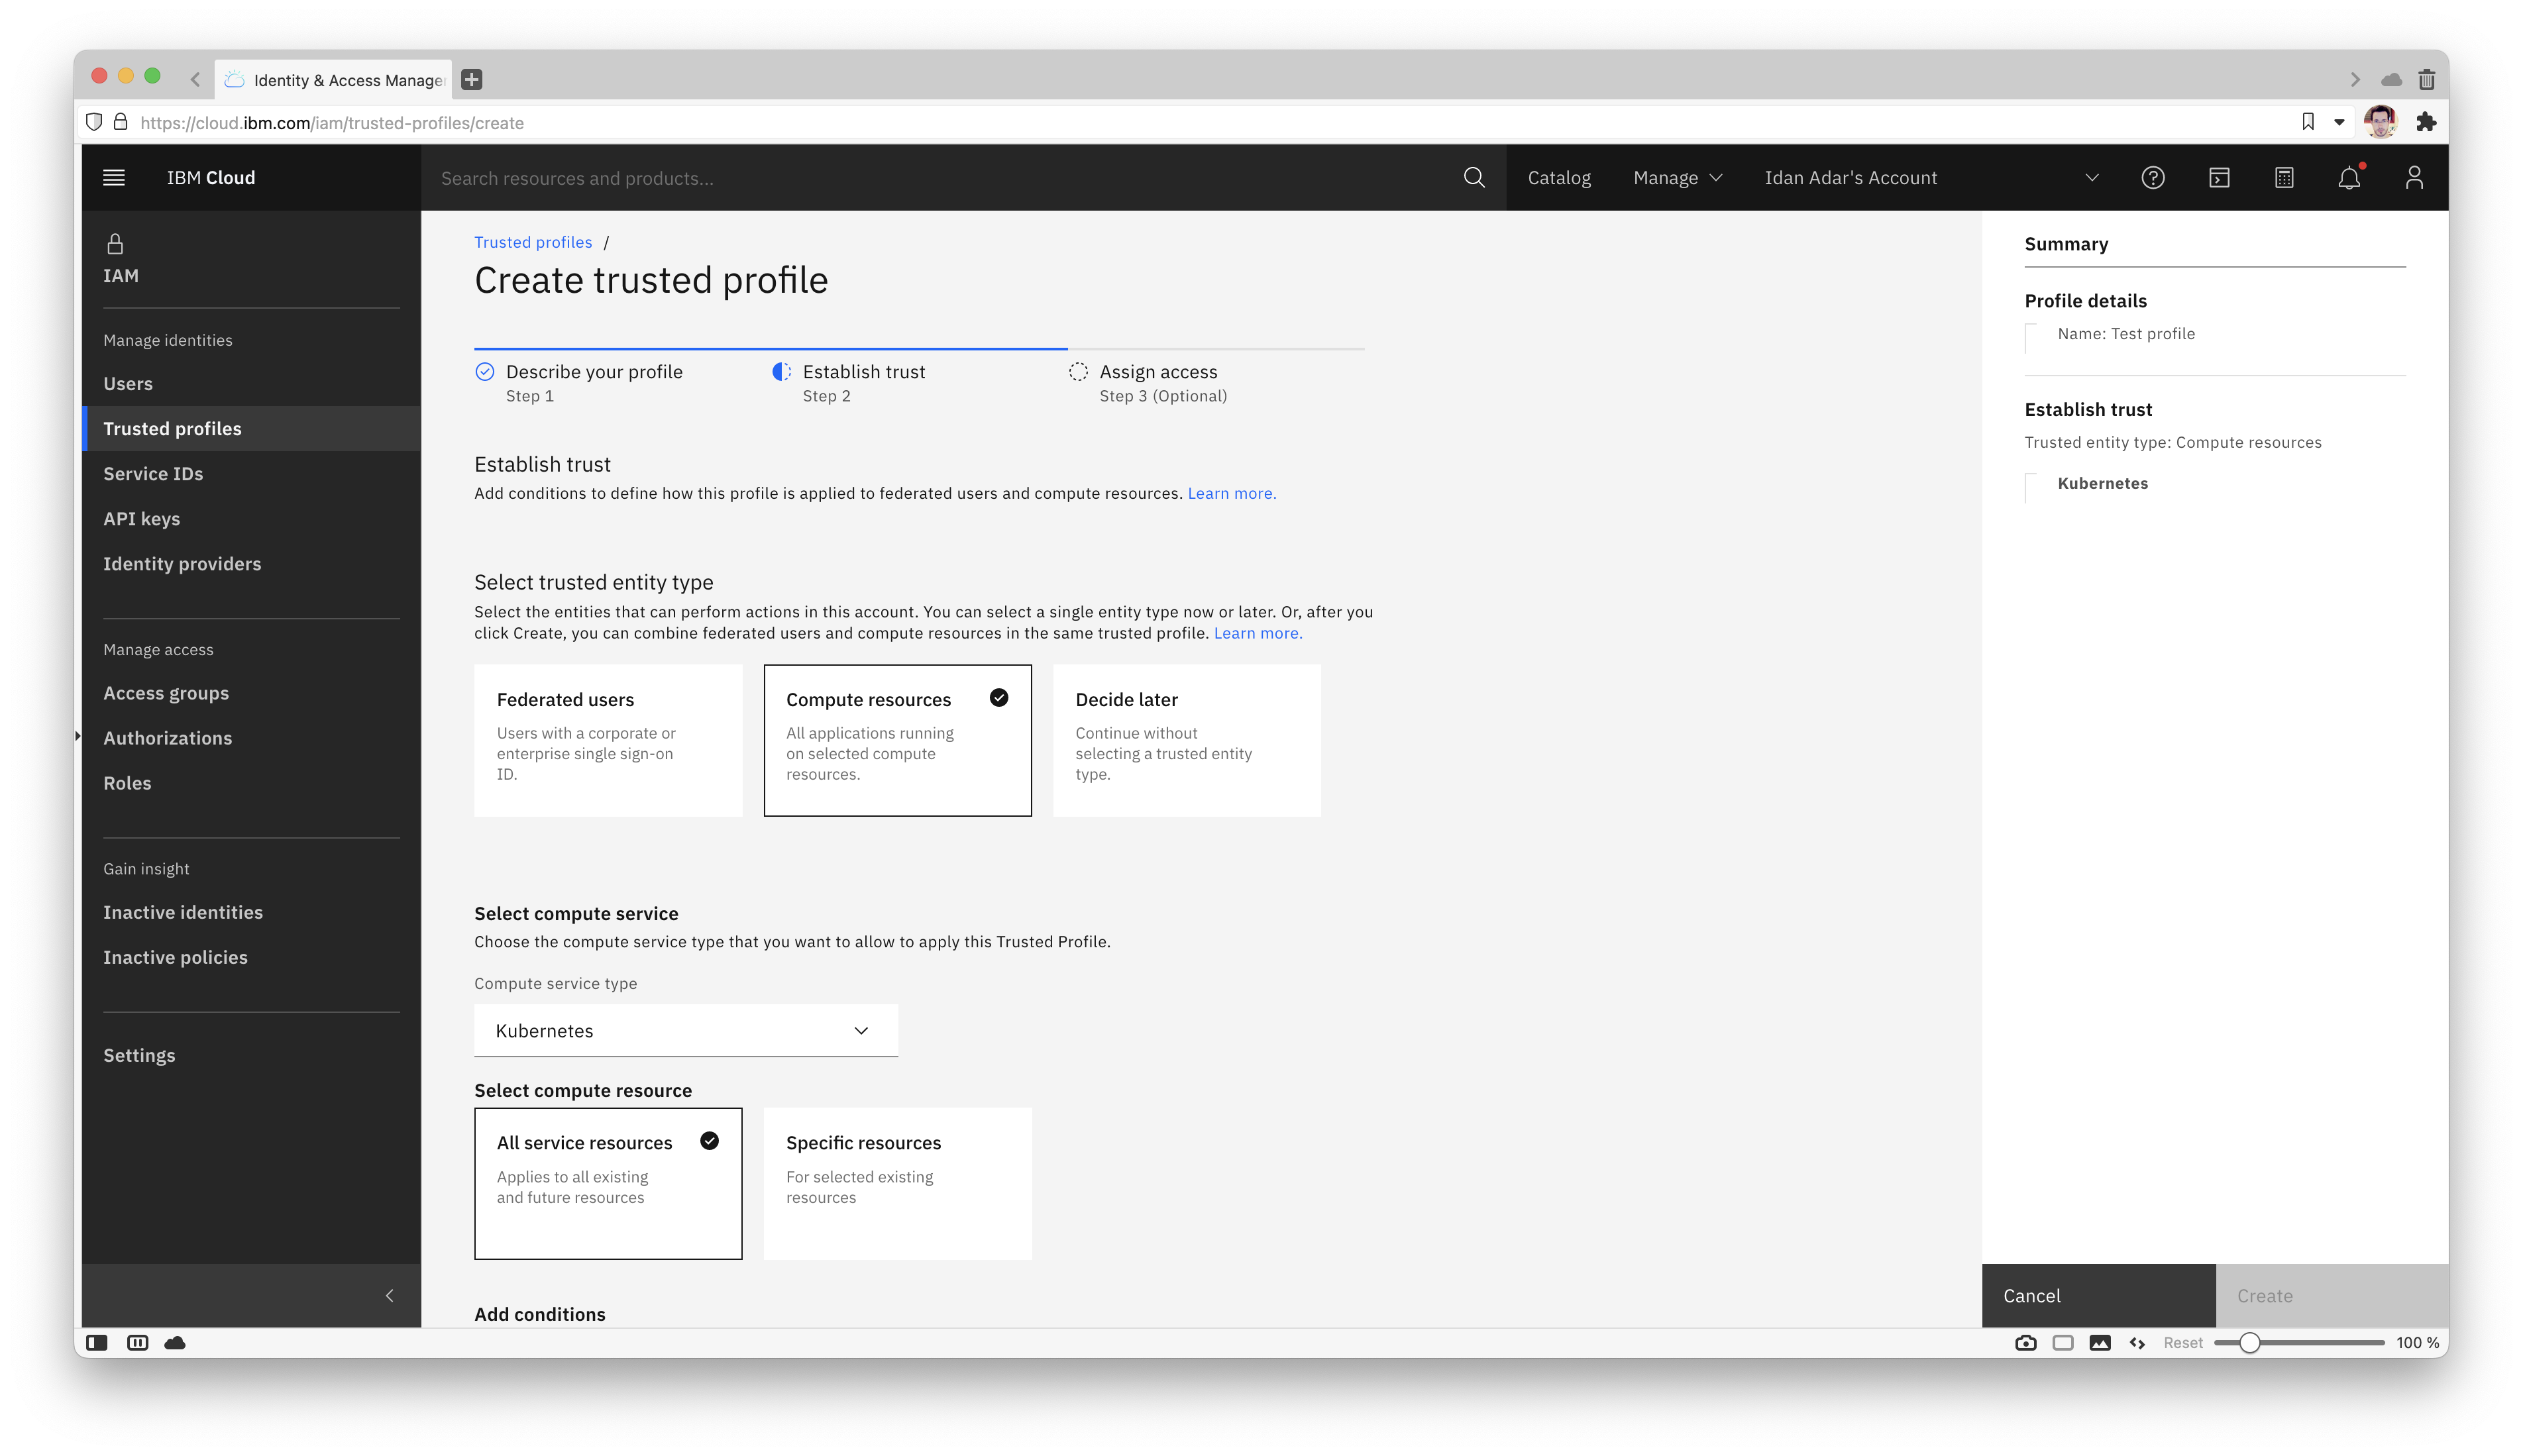 Identity & Access Manager
https://cloud.ibm.com/iam/trusted-profiles/create
IBM Cloud
Search resources and products...
Catalog
Manage
Idan Adar's Account
IAM
Manage identities
Users
Trusted profiles
Service IDs
API keys
Identity providers
Manage access
Access groups
Authorizations
Roles
Gain insight
Inactive identities
Inactive policies
Settings
Trusted profiles /
Create trusted profile
Describe your profile
Step 1
Establish trust
Step 2
Assign access
Step 3 (Optional)
Establish trust
Add conditions to define how this profile is applied to federated users and compute resources. Learn more.
Select trusted entity type
Select the entities that can perform actions in this account. You can select a single entity type now or later. Or, after you
click Create, you can combine federated users and compute resources in the same trusted profile. Learn more.
Federated users
Users with a corporate or
enterprise single sign-on
ID.
Compute resources
All applications running
on selected compute
resources.
Decide later
Continue without
selecting a trusted entity
type.
Select compute service
Choose the compute service type that you want to allow to apply this Trusted Profile.
Compute service type
Kubernetes
Select compute resource
All service resources
Applies to all existing
and future resources
Specific resources
For selected existing
resources
Add conditions
Summary
Profile details
Name: Test profile
Establish trust
Trusted entity type: Compute resources
Kubernetes
Cancel
Create
Reset
100 %